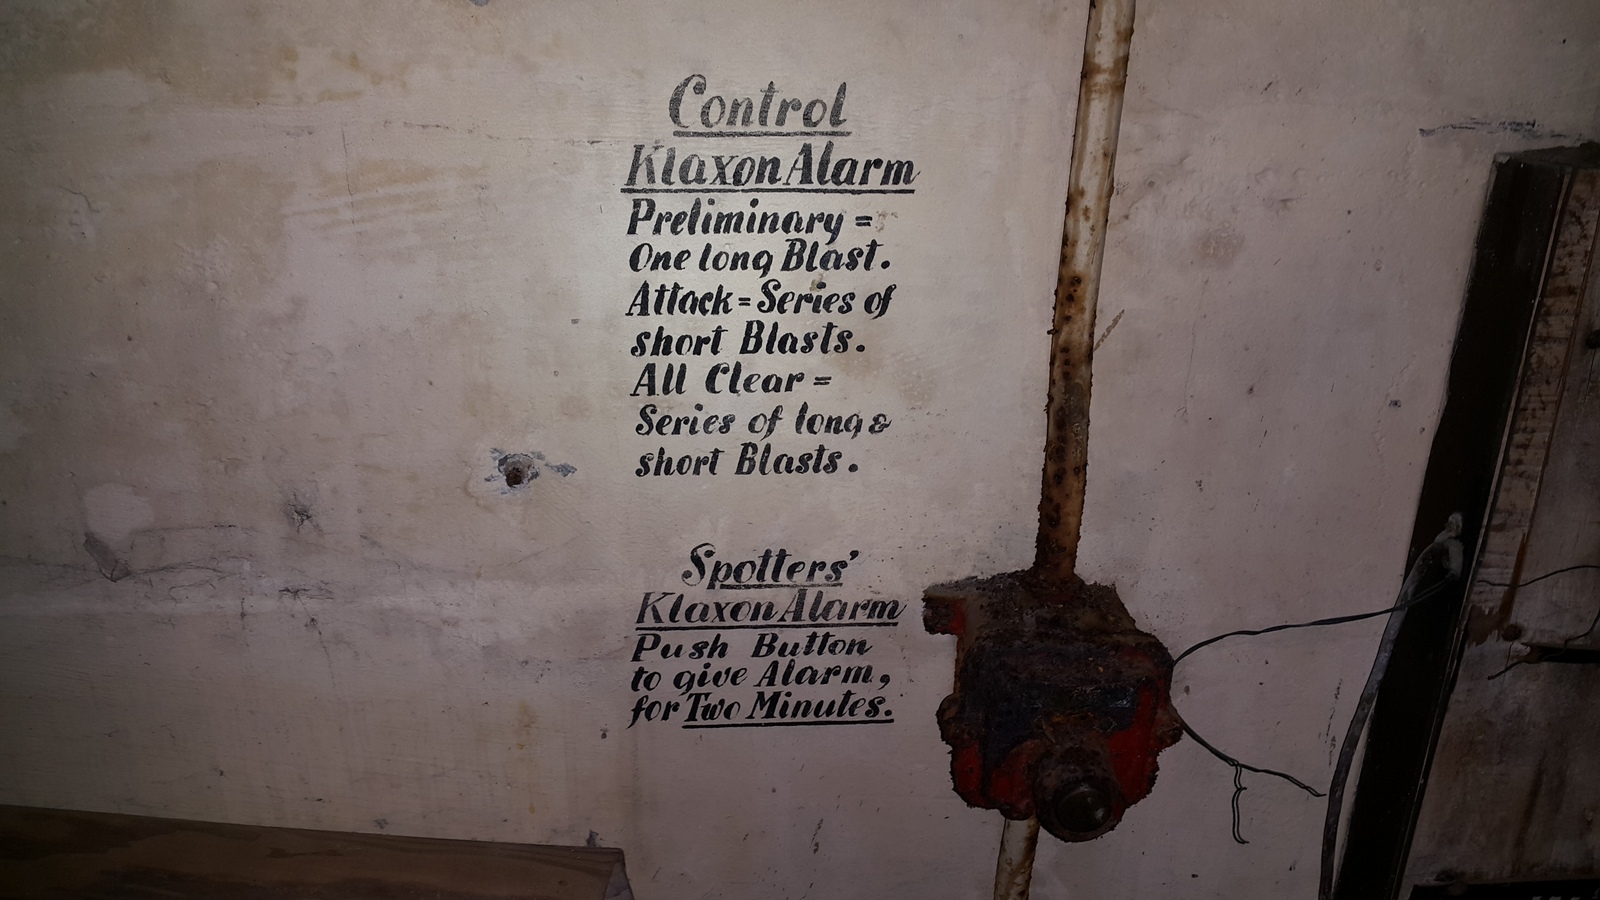 Control
Klaxon Alarm
Preliminary =
One long Blast.
Attack = Series of
short Blasts.
All Clear =
Series of long &
short Blasts.
Spotters'
Klaxon Alarm
Push Button
to give Alarm,
for Two Minutes.